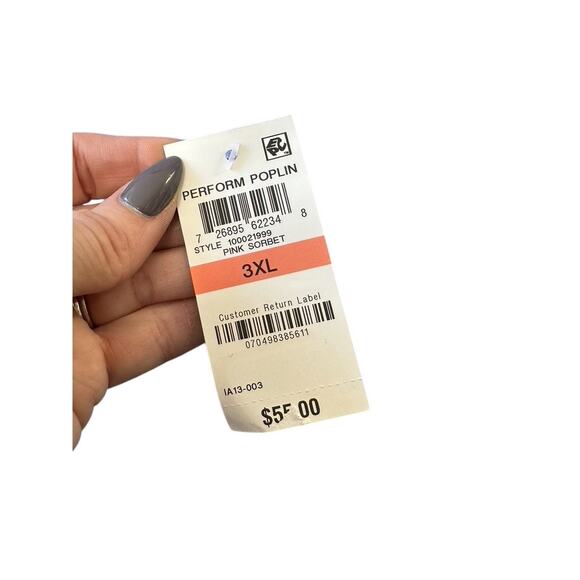 PERFORM POPLIN
7 26895 62234 8
STYLE 100021999
PINK SORBET
3XL
Customer Return Label
070498385611
IA13-003
$55.00